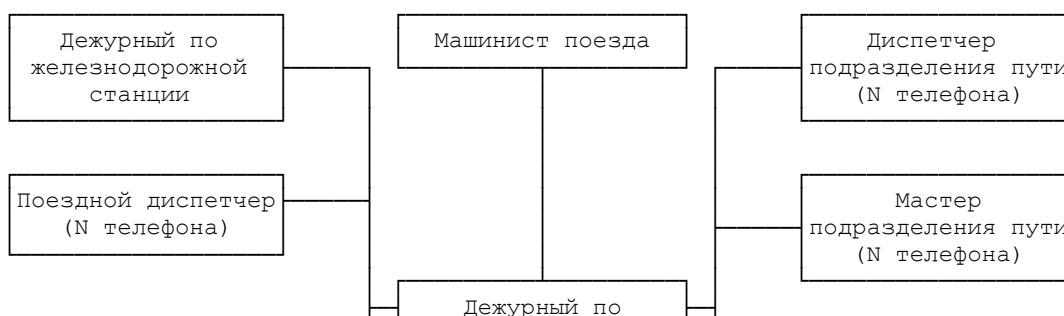 Дежурный по
железнодорожной
станции
Машинист поезда
Диспетчер
подразделения пути
(N телефона)
Поездной диспетчер
(N телефона)
Мастер
подразделения пути
(N телефона)
Дежурный по